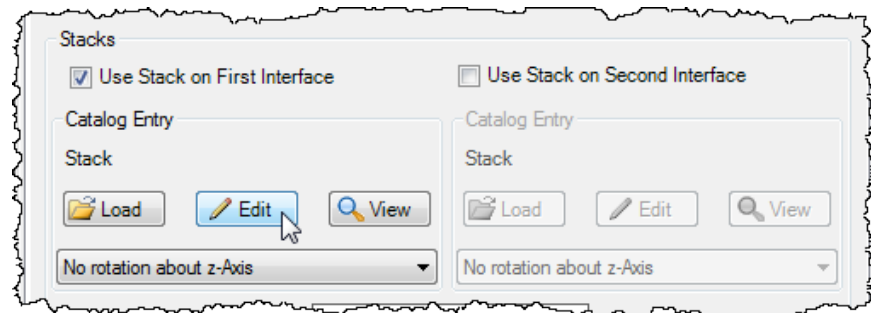 Stacks
Use Stack on First Interface
Use Stack on Second Interface
Catalog Entry
Stack
Load Edit View
No rotation about z-Axis
Catalog Entry
Stack
Load Edit View
No rotation about z-Axis